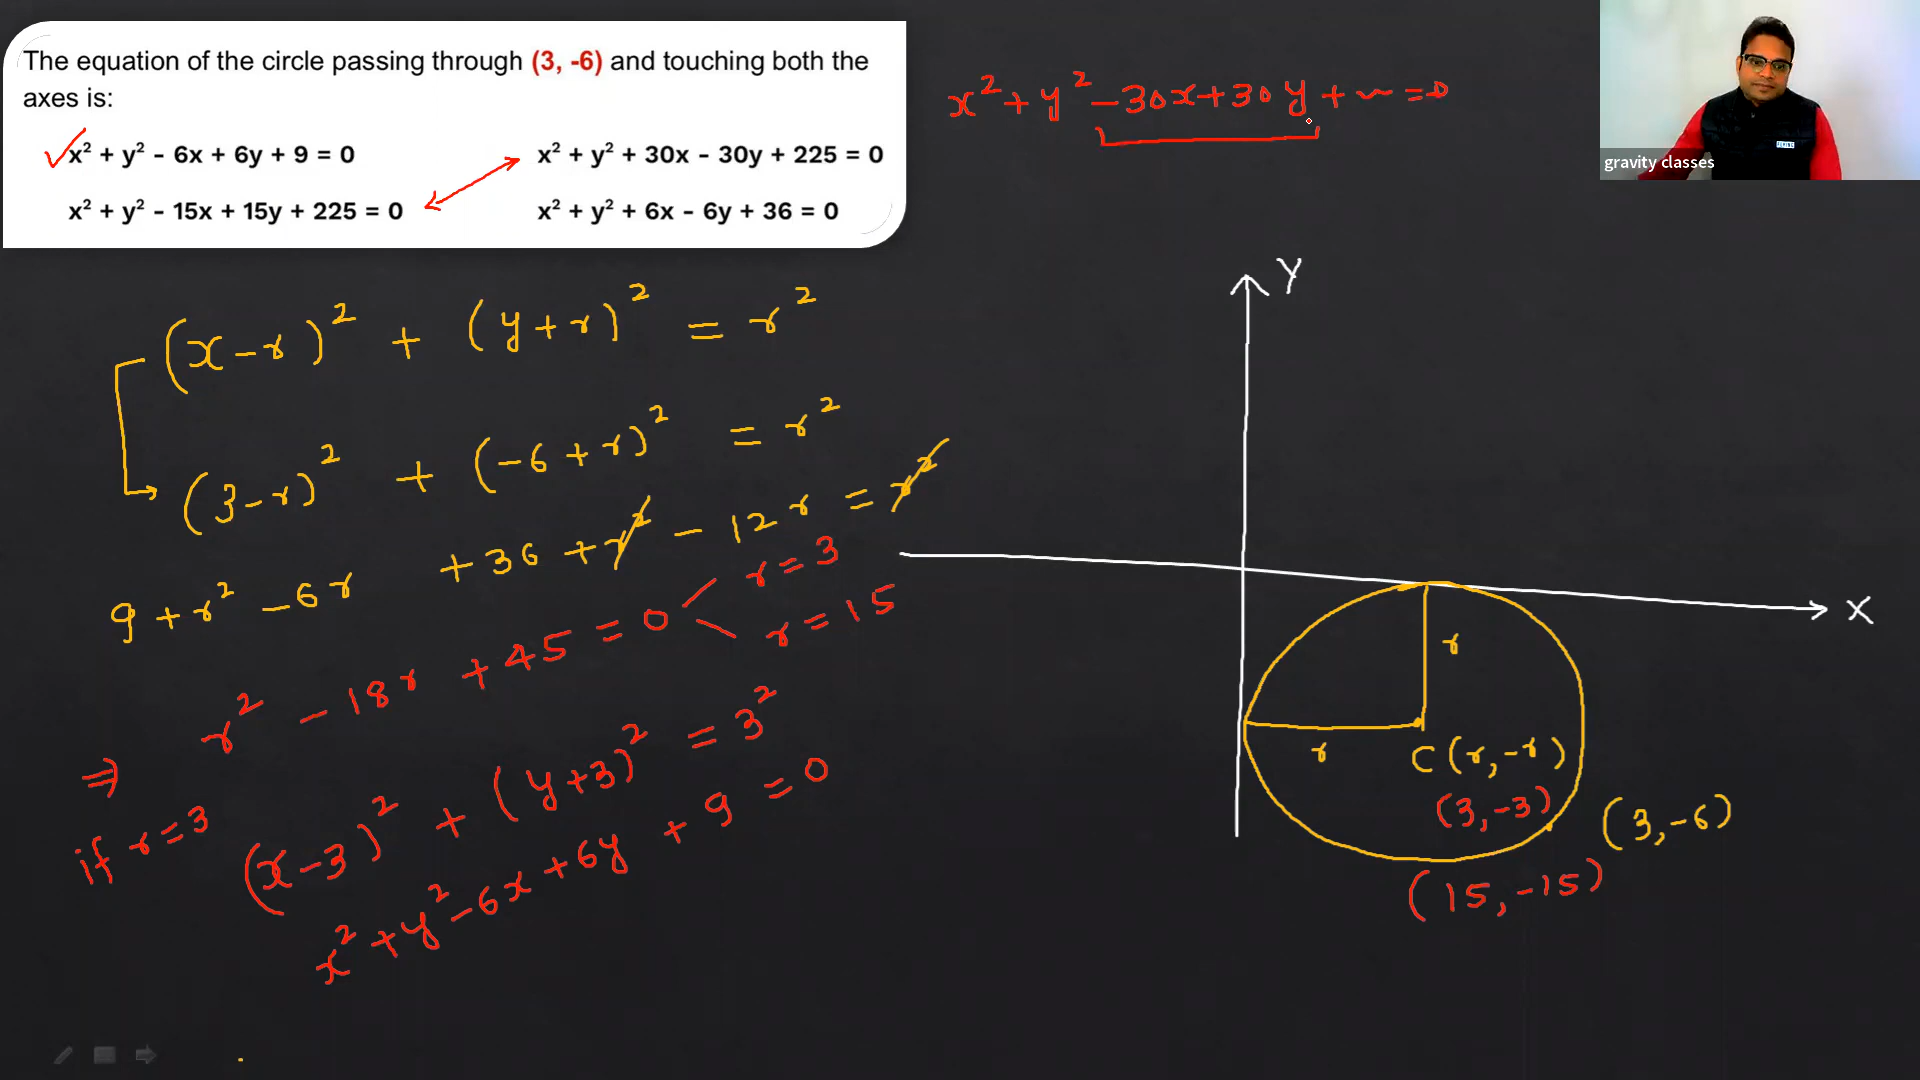 The equation of the circle passing through (3, -6) and touching both the
axes is:
x² + y² - 6x + 6y + 9 = 0
x² + y² + 30x - 30y + 225 = 0
x² + y² - 15x + 15y + 225 = 0
x² + y² + 6x - 6y + 36 = 0
x² + y² - 30x + 30y + ~ = 0
gravity classes
(x - r)² + (y + r)² = r²
(3 - r)² + (-6 + r)² = r²
9 + r² - 6r + 36 + r² - 12r = r²
⇒ r² - 18r + 45 = 0
r = 3
r = 15
if r = 3 (x - 3)² + (y + 3)² = 3²
x² + y² - 6x + 6y + 9 = 0
Y
X
r
r
C (r, -r)
(3, -3)
(3, -6)
(15, -15)